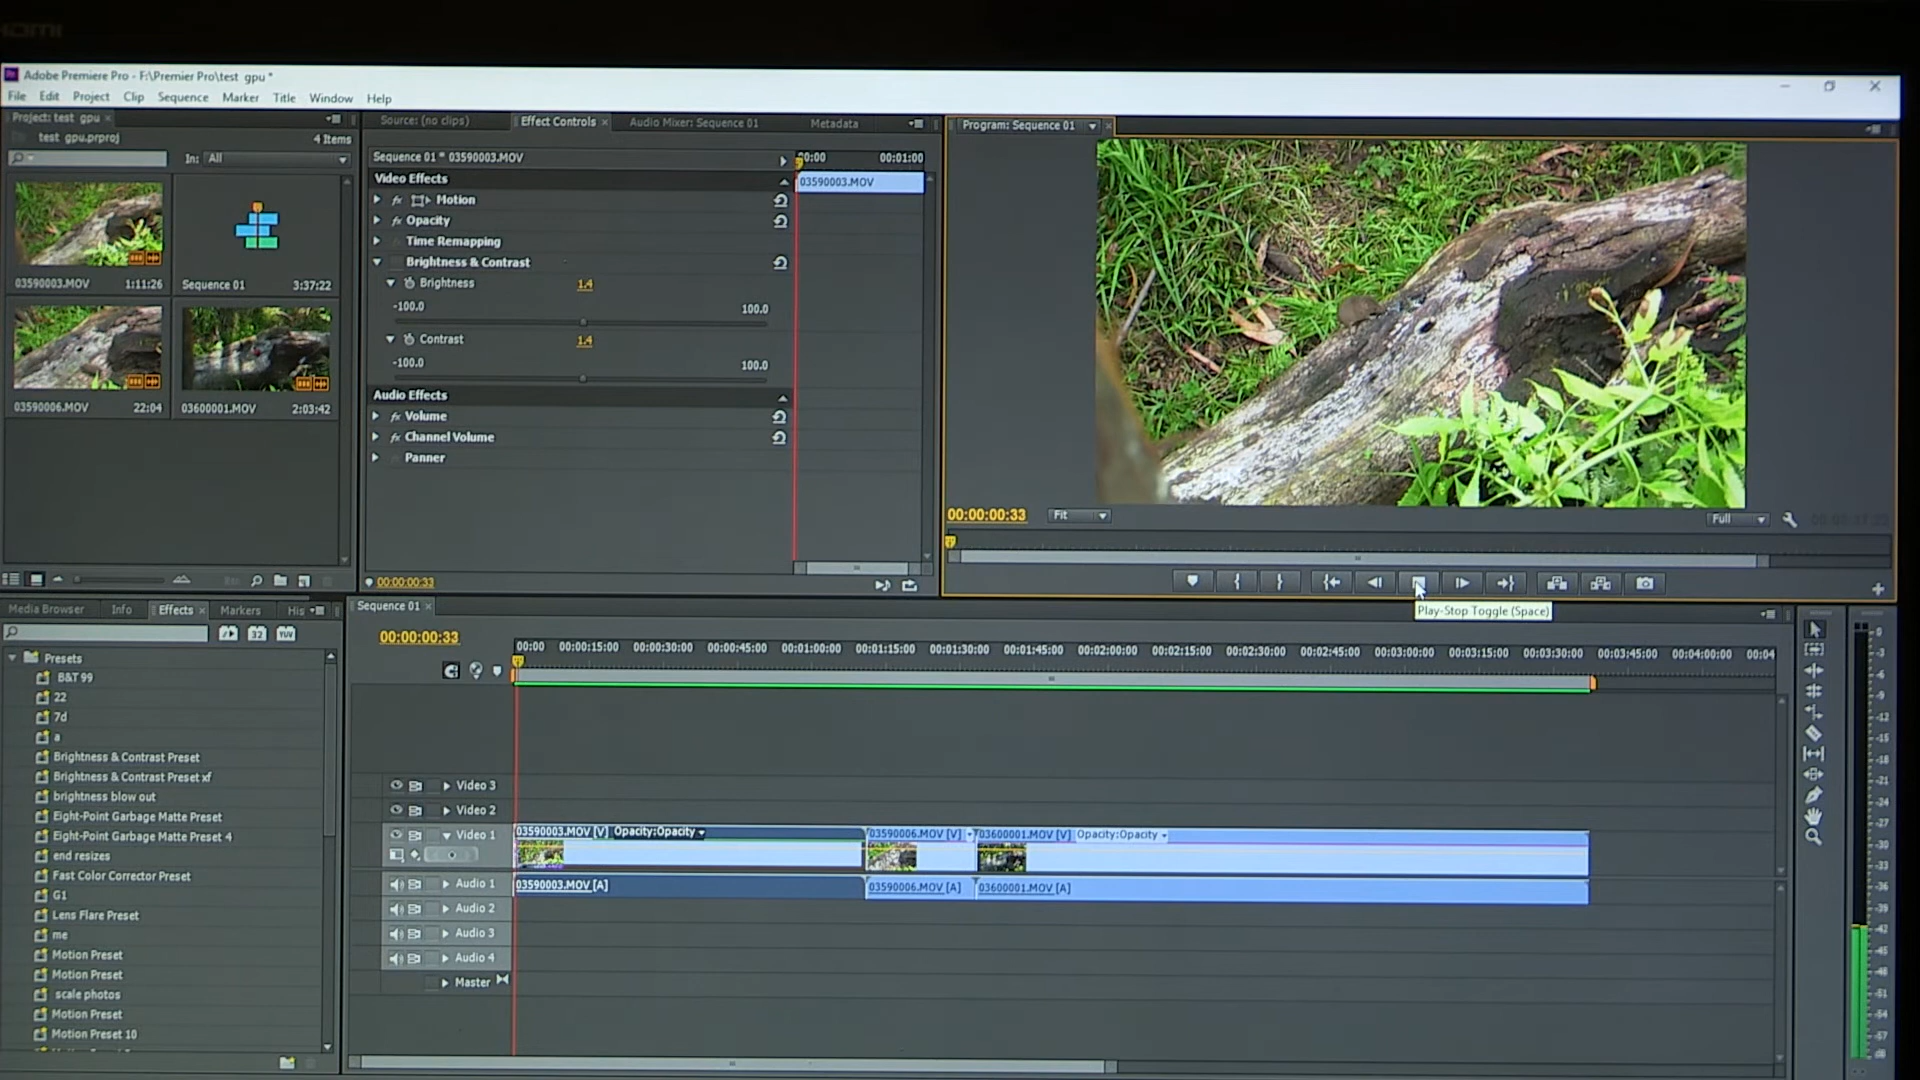 HDMI
Adobe Premiere Pro - F:\Premier Pro\test gpu *
File Edit Project Clip Sequence Marker Title Window Help
Project: test gpu
test gpu.prproj
4 Items
In: All
03590003.MOV 1:11:26
Sequence 01 3:37:22
03590006.MOV 22:04
03600001.MOV 2:03:42
Source: (no clips)
Effect Controls
Audio Mixer: Sequence 01
Metadata
Sequence 01 * 03590003.MOV
00:00 00:01:00
Video Effects
03590003.MOV
fx Motion
fx Opacity
Time Remapping
Brightness & Contrast
Brightness 1.4
-100.0 100.0
Contrast 1.4
-100.0 100.0
Audio Effects
fx Volume
fx Channel Volume
Panner
00:00:00:33
Program: Sequence 01
00:00:00:33
Fit
Full
Play-Stop Toggle (Space)
Media Browser Info Effects Markers His
32 YUV
Presets
B&T 99
22
7d
a
Brightness & Contrast Preset
Brightness & Contrast Preset xf
brightness blow out
Eight-Point Garbage Matte Preset
Eight-Point Garbage Matte Preset 4
end resizes
Fast Color Corrector Preset
G1
Lens Flare Preset
me
Motion Preset
Motion Preset
scale photos
Motion Preset
Motion Preset 10
Sequence 01
00:00:00:33
00:00 00:00:15:00 00:00:30:00 00:00:45:00 00:01:00:00 00:01:15:00 00:01:30:00 00:01:45:00 00:02:00:00 00:02:15:00 00:02:30:00 00:02:45:00 00:03:00:00 00:03:15:00 00:03:30:00 00:03:45:00 00:04:00:00 00:04
Video 3
Video 2
Video 1
03590003.MOV [V] Opacity:Opacity
03590006.MOV [V]
03600001.MOV [V] Opacity:Opacity
Audio 1
03590003.MOV [A]
03590006.MOV [A]
03600001.MOV [A]
Audio 2
Audio 3
Audio 4
Master
0
-3
-6
-9
-12
-15
-18
-21
-24
-27
-30
-33
-36
-39
-42
-45
-48
-51
-54
-57
dB